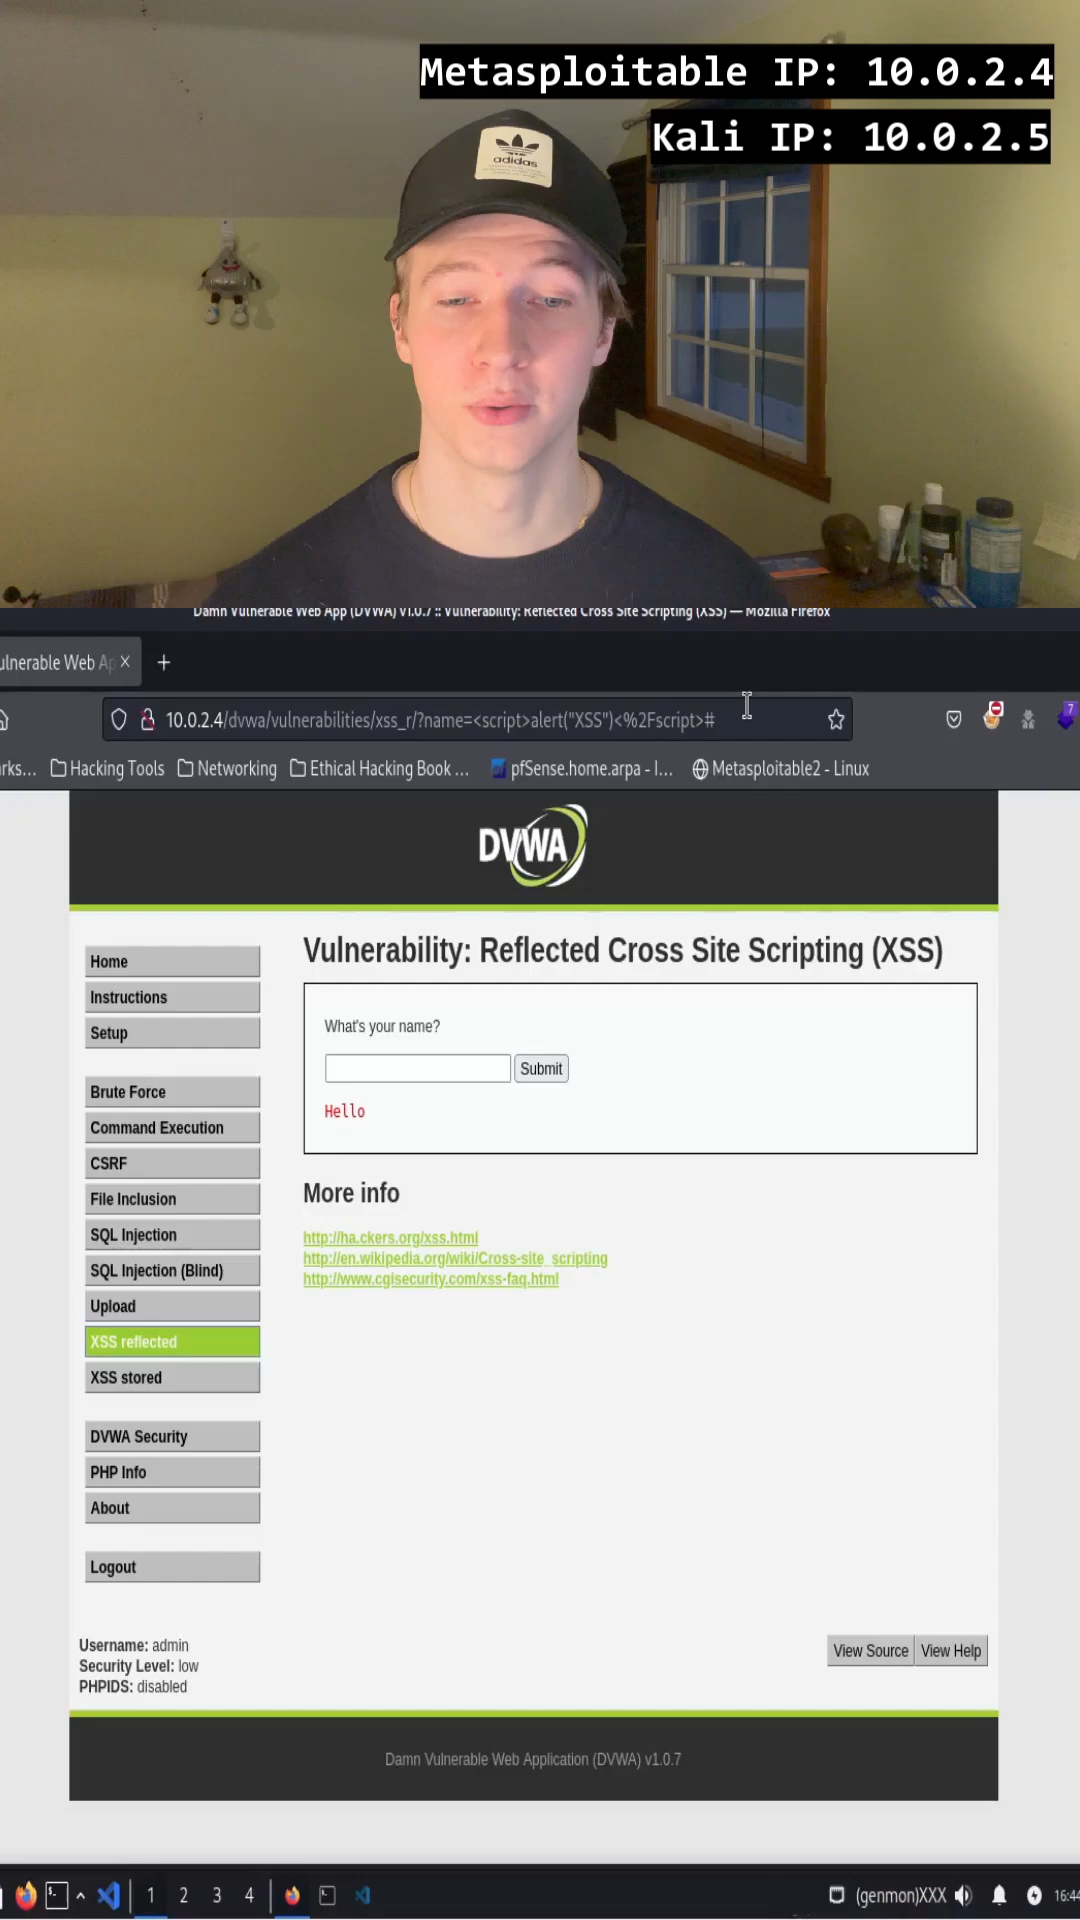 Metasploitable IP: 10.0.2.4
Kali IP: 10.0.2.5
adidas
Damn Vulnerable Web App (DVWA) v1.0.7 :: Vulnerability: Reflected Cross Site Scripting (XSS) — Mozilla Firefox
ulnerable Web Ap
10.0.2.4/dvwa/vulnerabilities/xss_r/?name=<script>alert("XSS")<%2Fscript>#
7
rks... Hacking Tools Networking Ethical Hacking Book ... pfSense.home.arpa - l... Metasploitable2 - Linux
DVWA
Vulnerability: Reflected Cross Site Scripting (XSS)
What's your name?
Submit
Hello
More info
http://ha.ckers.org/xss.html
http://en.wikipedia.org/wiki/Cross-site_scripting
http://www.cgisecurity.com/xss-faq.html
Home
Instructions
Setup
Brute Force
Command Execution
CSRF
File Inclusion
SQL Injection
SQL Injection (Blind)
Upload
XSS reflected
XSS stored
DVWA Security
PHP Info
About
Logout
Username: admin
Security Level: low
PHPIDS: disabled
View Source View Help
Damn Vulnerable Web Application (DVWA) v1.0.7
1 2 3 4 (genmon)XXX 16:44